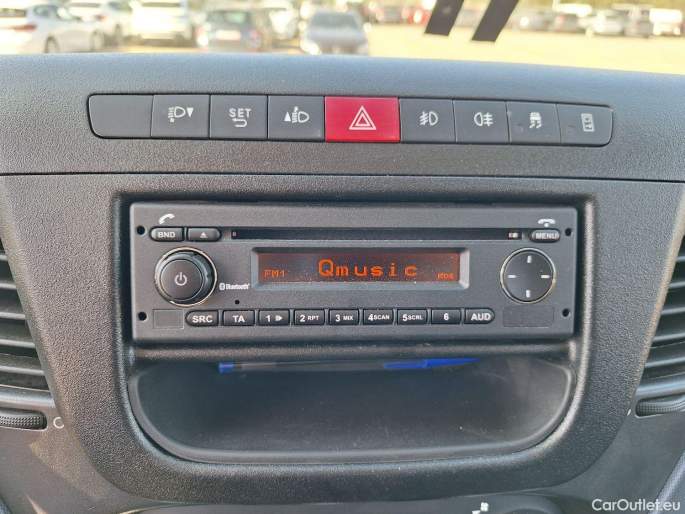 SET
BND
MENU
FM1
Qmusic
Bluetooth
SRC
TA
1
2 RPT
3 MIX
4 SCAN
5 SCRL
6
AUD
CarOutlet.eu